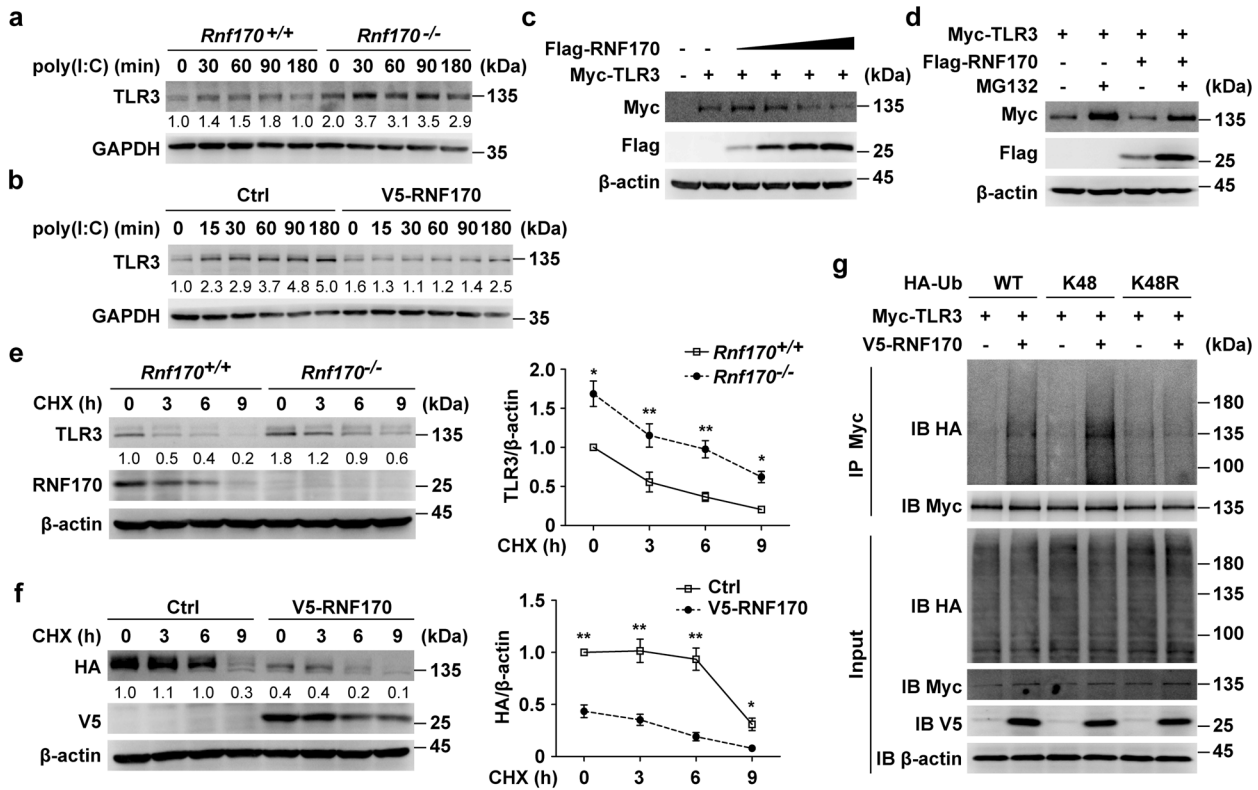 a
Rnf170+/+ Rnf170-/-
poly(I:C) (min) 0 30 60 90 180 0 30 60 90 180 (kDa)
TLR3 135
1.0 1.4 1.5 1.8 1.0 2.0 3.7 3.1 3.5 2.9
GAPDH 35
b
Ctrl V5-RNF170
poly(I:C) (min) 0 15 30 60 90 180 0 15 30 60 90 180 (kDa)
TLR3 135
1.0 2.3 2.9 3.7 4.8 5.0 1.6 1.3 1.1 1.2 1.4 2.5
GAPDH 35
c
Flag-RNF170 - -
Myc-TLR3 - + + + + + (kDa)
Myc 135
Flag 25
β-actin 45
d
Myc-TLR3 + + + +
Flag-RNF170 - - + +
MG132 - + - + (kDa)
Myc 135
Flag 25
β-actin 45
e
Rnf170+/+ Rnf170-/-
CHX (h) 0 3 6 9 0 3 6 9 (kDa)
TLR3 135
1.0 0.5 0.4 0.2 1.8 1.2 0.9 0.6
RNF170 25
β-actin 45
Rnf170+/+
Rnf170-/-
TLR3/β-actin
2.0
1.5
1.0
0.5
0
* ** ** *
CHX (h) 0 3 6 9
f
Ctrl V5-RNF170
CHX (h) 0 3 6 9 0 3 6 9 (kDa)
HA 135
1.0 1.1 1.0 0.3 0.4 0.4 0.2 0.1
V5 25
β-actin 45
Ctrl
V5-RNF170
HA/β-actin
1.5
1.0
0.5
0
** ** ** *
CHX (h) 0 3 6 9
g
HA-Ub WT K48 K48R
Myc-TLR3 + + + + + +
V5-RNF170 - + - + - + (kDa)
IP Myc
IB HA
180
135
100
IB Myc 135
Input
IB HA
180
135
100
IB Myc 135
IB V5 25
IB β-actin 45